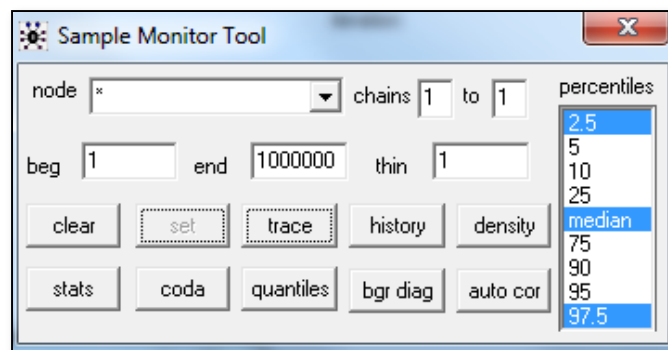 Sample Monitor Tool
node * chains 1 to 1 percentiles
beg 1 end 1000000 thin 1
clear set trace history density
stats coda quantiles bgr diag auto cor
2.5
5
10
25
median
75
90
95
97.5